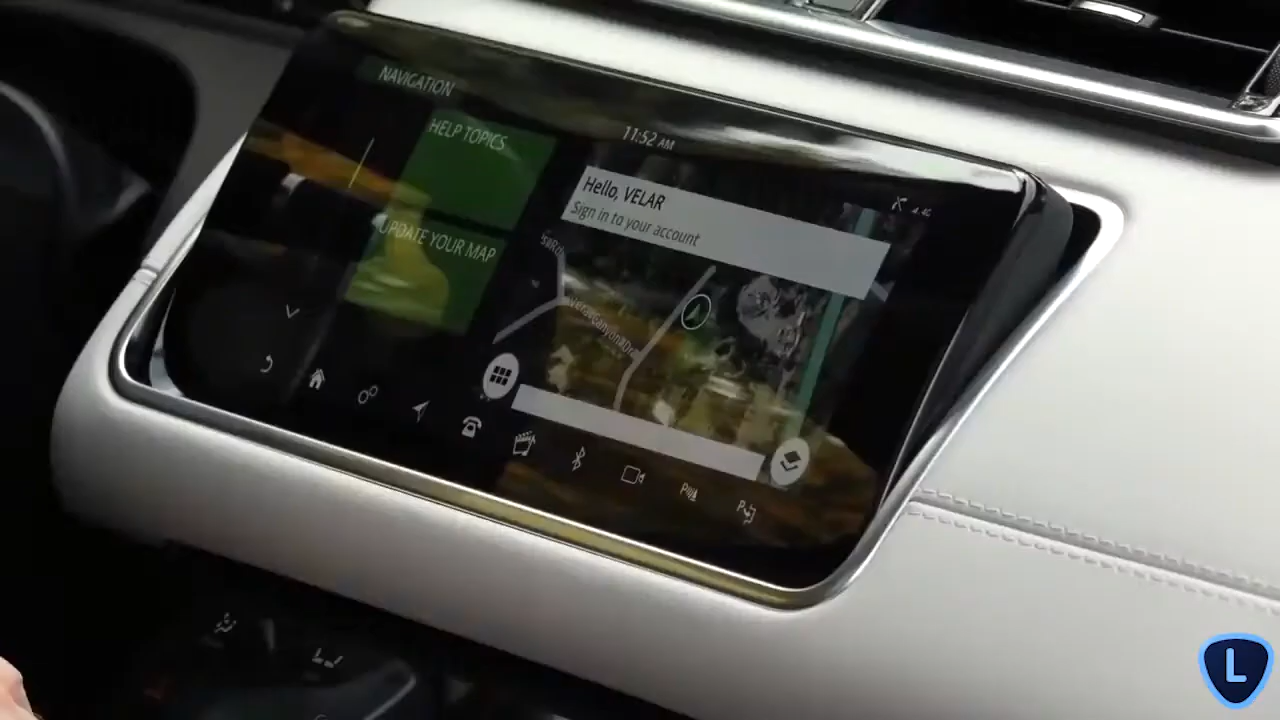 NAVIGATION
HELP TOPICS
11:52 AM
Hello, VELAR
Sign in to your account
UPDATE YOUR MAP
L